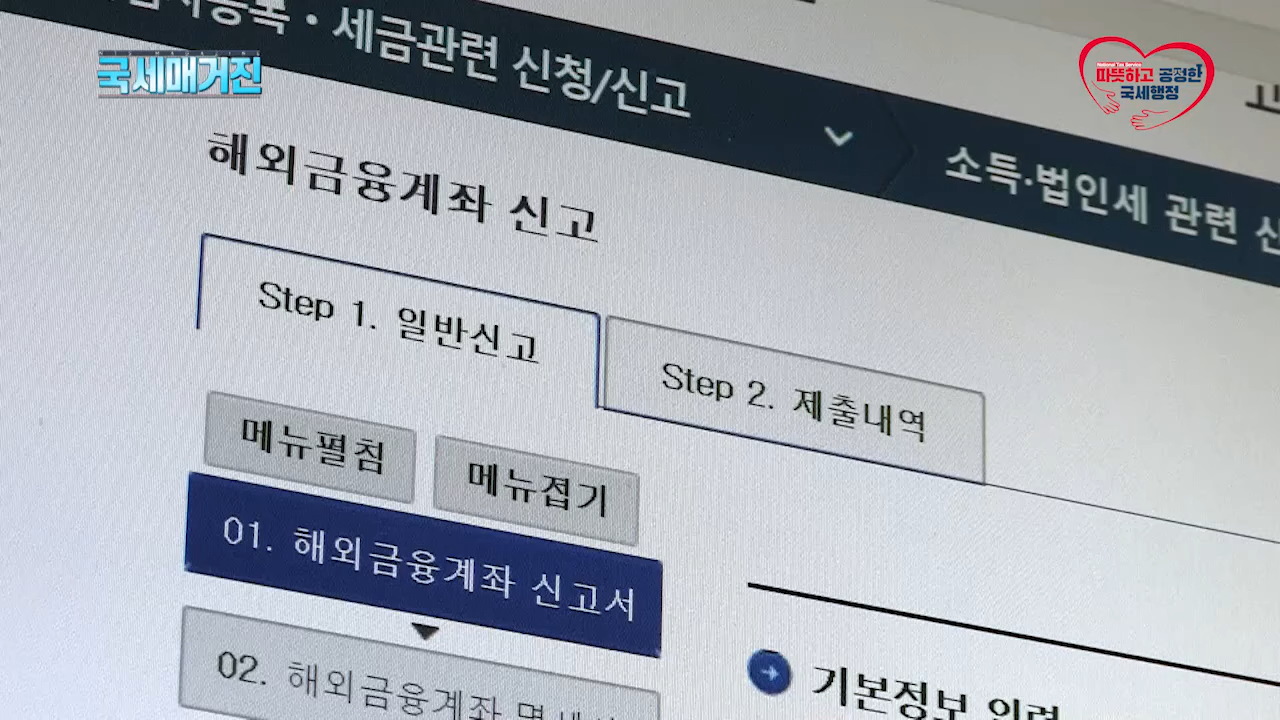 세금관련 신청/신고
국세매거진
National Tax Service
따뜻하고 공정한
국세행정
소득·법인세 관련
해외금융계좌 신고
Step 1. 일반신고
Step 2. 제출내역
메뉴펼침
메뉴접기
01. 해외금융계좌 신고서
02. 해외금융계좌
기본정보